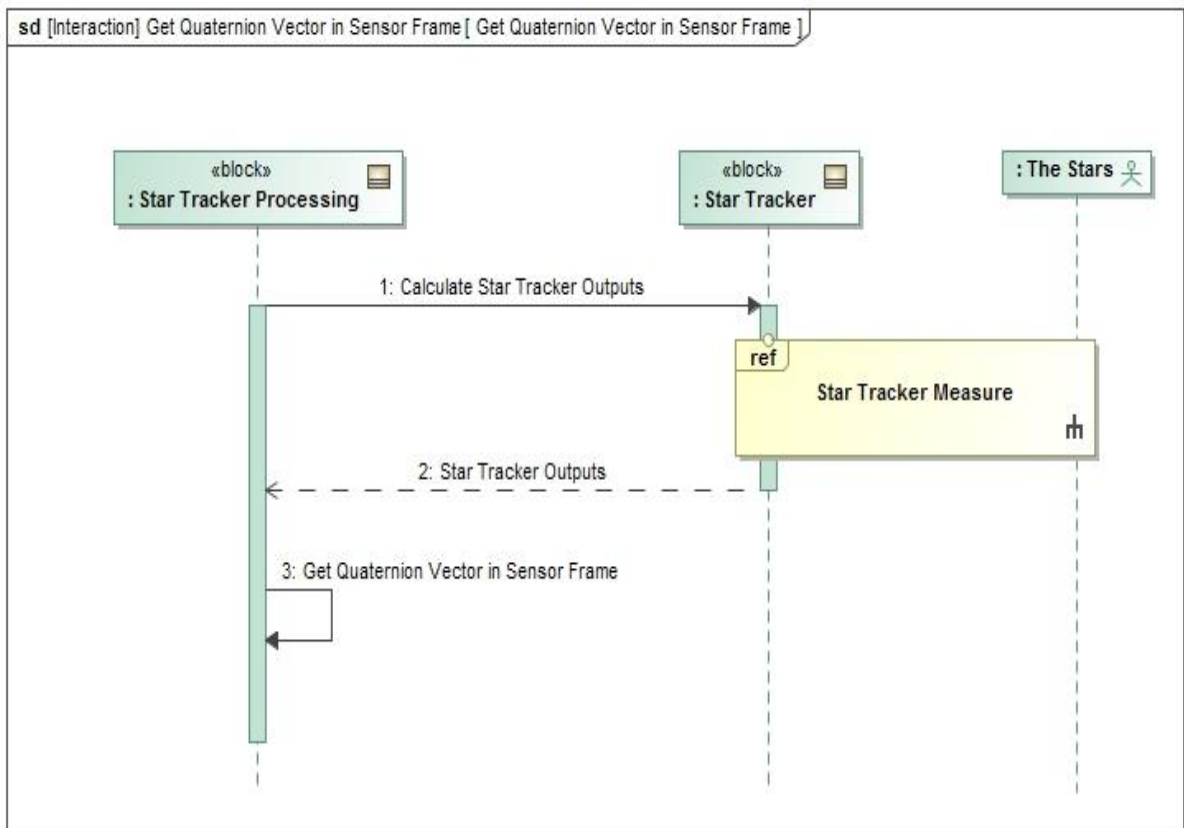 sd [Interaction] Get Quaternion Vector in Sensor Frame [ Get Quaternion Vector in Sensor Frame ]
«block»
: Star Tracker Processing
«block»
: Star Tracker
: The Stars
1: Calculate Star Tracker Outputs
ref
Star Tracker Measure
2: Star Tracker Outputs
3: Get Quaternion Vector in Sensor Frame